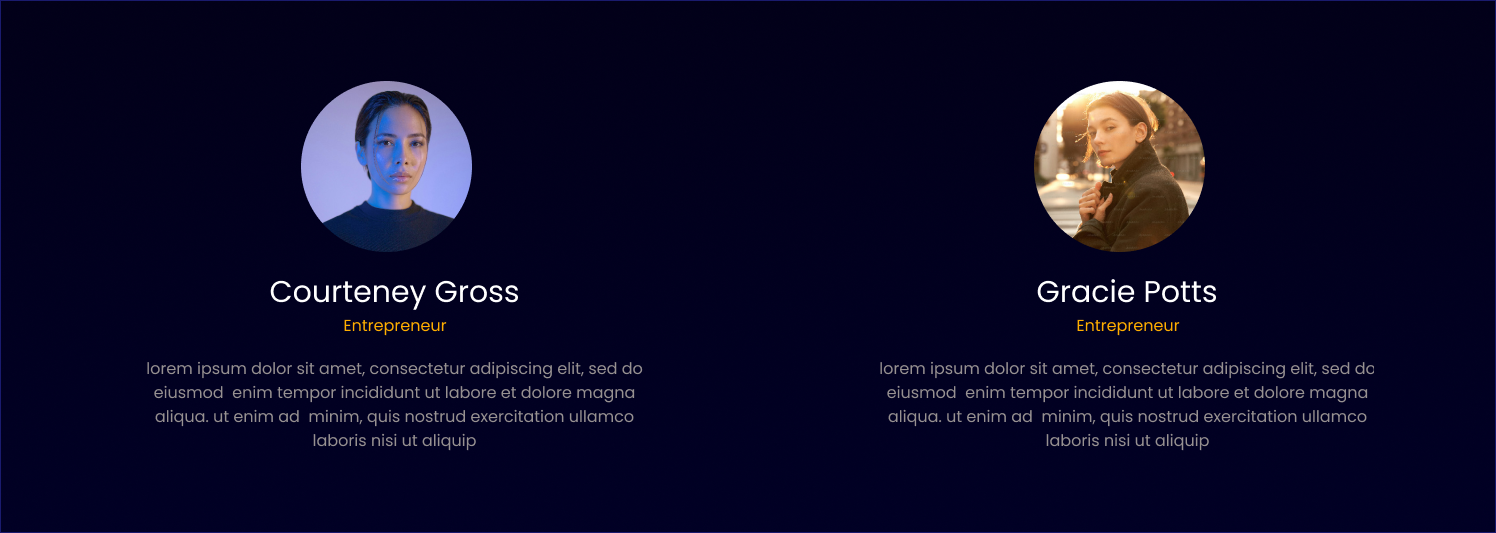 Courteney Gross
Entrepreneur
lorem ipsum dolor sit amet, consectetur adipiscing elit, sed do
eiusmod  enim tempor incididunt ut labore et dolore magna
aliqua. ut enim ad  minim, quis nostrud exercitation ullamco
laboris nisi ut aliquip
Gracie Potts
Entrepreneur
lorem ipsum dolor sit amet, consectetur adipiscing elit, sed do
eiusmod  enim tempor incididunt ut labore et dolore magna
aliqua. ut enim ad  minim, quis nostrud exercitation ullamco
laboris nisi ut aliquip